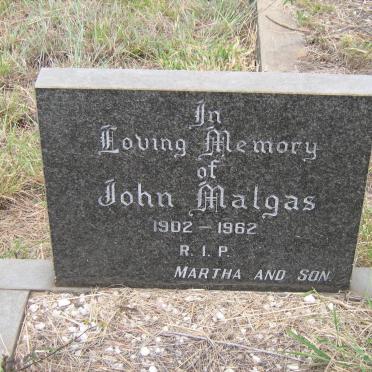 In
Loving Memory
of
John Malgas
1902 - 1962
R. I. P.
MARTHA AND SON